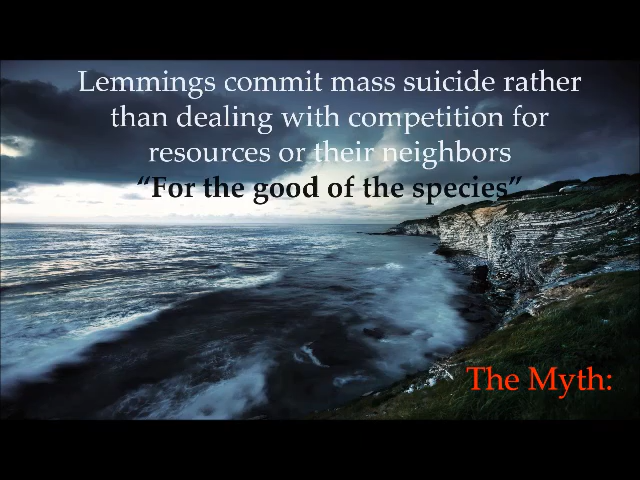 Lemmings commit mass suicide rather
than dealing with competition for
resources or their neighbors
“For the good of the species”
The Myth: